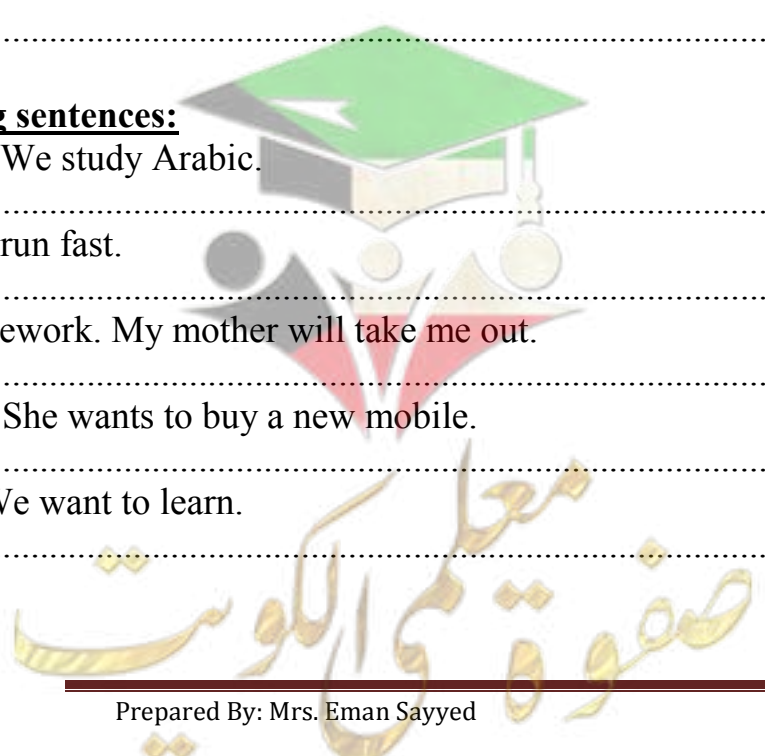 ........................................................................................
g sentences:
We study Arabic.
........................................................................................
run fast.
........................................................................................
ework. My mother will take me out.
........................................................................................
She wants to buy a new mobile.
........................................................................................
We want to learn.
........................................................................................
صفوة معلمى الكويت
Prepared By: Mrs. Eman Sayyed